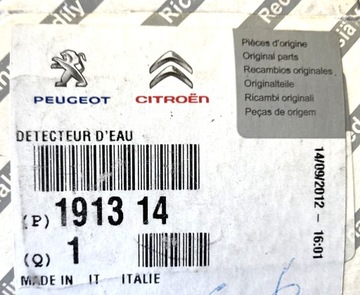 PEUGEOT
CITROËN
Pièces d'origine
Original parts
Recambios originales
Originalteile
Ricambi originali
Peças de origem
DETECTEUR D'EAU
(P) 1913 14
(Q) 1
MADE IN IT ITALIE
14/09/2012 - 16:01